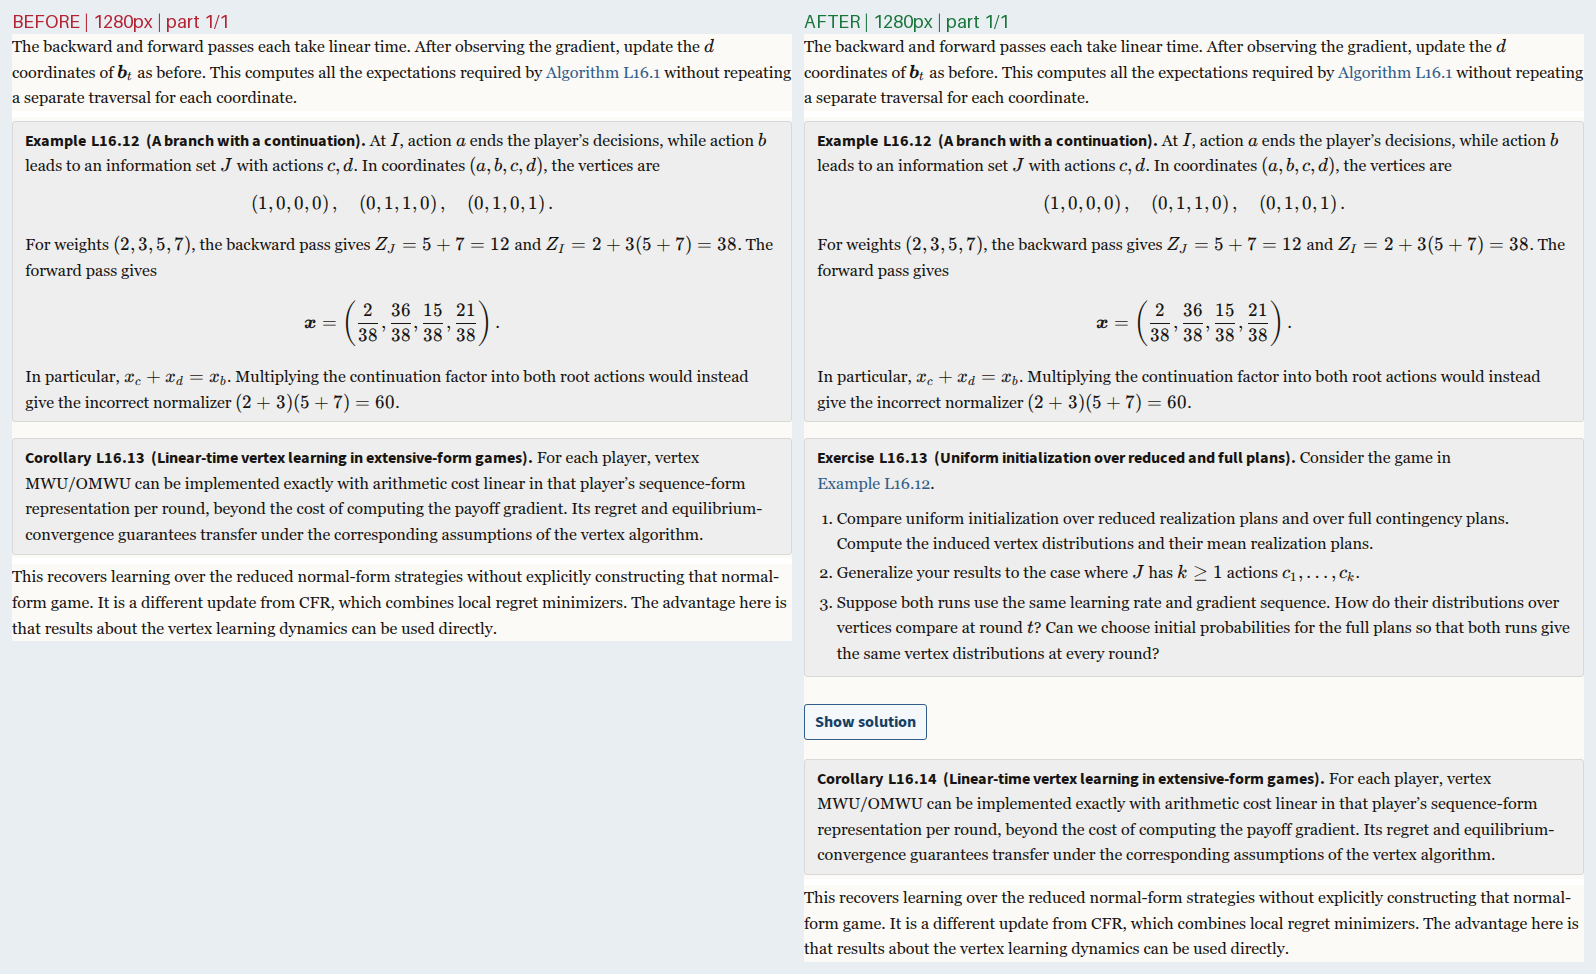 BEFORE | 1280px | part 1/1
The backward and forward passes each take linear time. After observing the gradient, update the d
coordinates of b_t as before. This computes all the expectations required by Algorithm L16.1 without repeating
a separate traversal for each coordinate.
Example L16.12 (A branch with a continuation). At I, action a ends the player’s decisions, while action b
leads to an information set J with actions c, d. In coordinates (a, b, c, d), the vertices are
(1, 0, 0, 0), (0, 1, 1, 0), (0, 1, 0, 1).
For weights (2, 3, 5, 7), the backward pass gives Z_J = 5 + 7 = 12 and Z_I = 2 + 3(5 + 7) = 38. The
forward pass gives
x = (2/38, 36/38, 15/38, 21/38).
In particular, x_c + x_d = x_b. Multiplying the continuation factor into both root actions would instead
give the incorrect normalizer (2 + 3)(5 + 7) = 60.
Corollary L16.13 (Linear-time vertex learning in extensive-form games). For each player, vertex
MWU/OMWU can be implemented exactly with arithmetic cost linear in that player’s sequence-form
representation per round, beyond the cost of computing the payoff gradient. Its regret and equilibrium-
convergence guarantees transfer under the corresponding assumptions of the vertex algorithm.
This recovers learning over the reduced normal-form strategies without explicitly constructing that normal-
form game. It is a different update from CFR, which combines local regret minimizers. The advantage here is
that results about the vertex learning dynamics can be used directly.
AFTER | 1280px | part 1/1
The backward and forward passes each take linear time. After observing the gradient, update the d
coordinates of b_t as before. This computes all the expectations required by Algorithm L16.1 without repeating
a separate traversal for each coordinate.
Example L16.12 (A branch with a continuation). At I, action a ends the player’s decisions, while action b
leads to an information set J with actions c, d. In coordinates (a, b, c, d), the vertices are
(1, 0, 0, 0), (0, 1, 1, 0), (0, 1, 0, 1).
For weights (2, 3, 5, 7), the backward pass gives Z_J = 5 + 7 = 12 and Z_I = 2 + 3(5 + 7) = 38. The
forward pass gives
x = (2/38, 36/38, 15/38, 21/38).
In particular, x_c + x_d = x_b. Multiplying the continuation factor into both root actions would instead
give the incorrect normalizer (2 + 3)(5 + 7) = 60.
Exercise L16.13 (Uniform initialization over reduced and full plans). Consider the game in
Example L16.12.
1. Compare uniform initialization over reduced realization plans and over full contingency plans.
Compute the induced vertex distributions and their mean realization plans.
2. Generalize your results to the case where J has k ≥ 1 actions c_1, . . . , c_k.
3. Suppose both runs use the same learning rate and gradient sequence. How do their distributions over
vertices compare at round t? Can we choose initial probabilities for the full plans so that both runs give
the same vertex distributions at every round?
Show solution
Corollary L16.14 (Linear-time vertex learning in extensive-form games). For each player, vertex
MWU/OMWU can be implemented exactly with arithmetic cost linear in that player’s sequence-form
representation per round, beyond the cost of computing the payoff gradient. Its regret and equilibrium-
convergence guarantees transfer under the corresponding assumptions of the vertex algorithm.
This recovers learning over the reduced normal-form strategies without explicitly constructing that normal-
form game. It is a different update from CFR, which combines local regret minimizers. The advantage here is
that results about the vertex learning dynamics can be used directly.